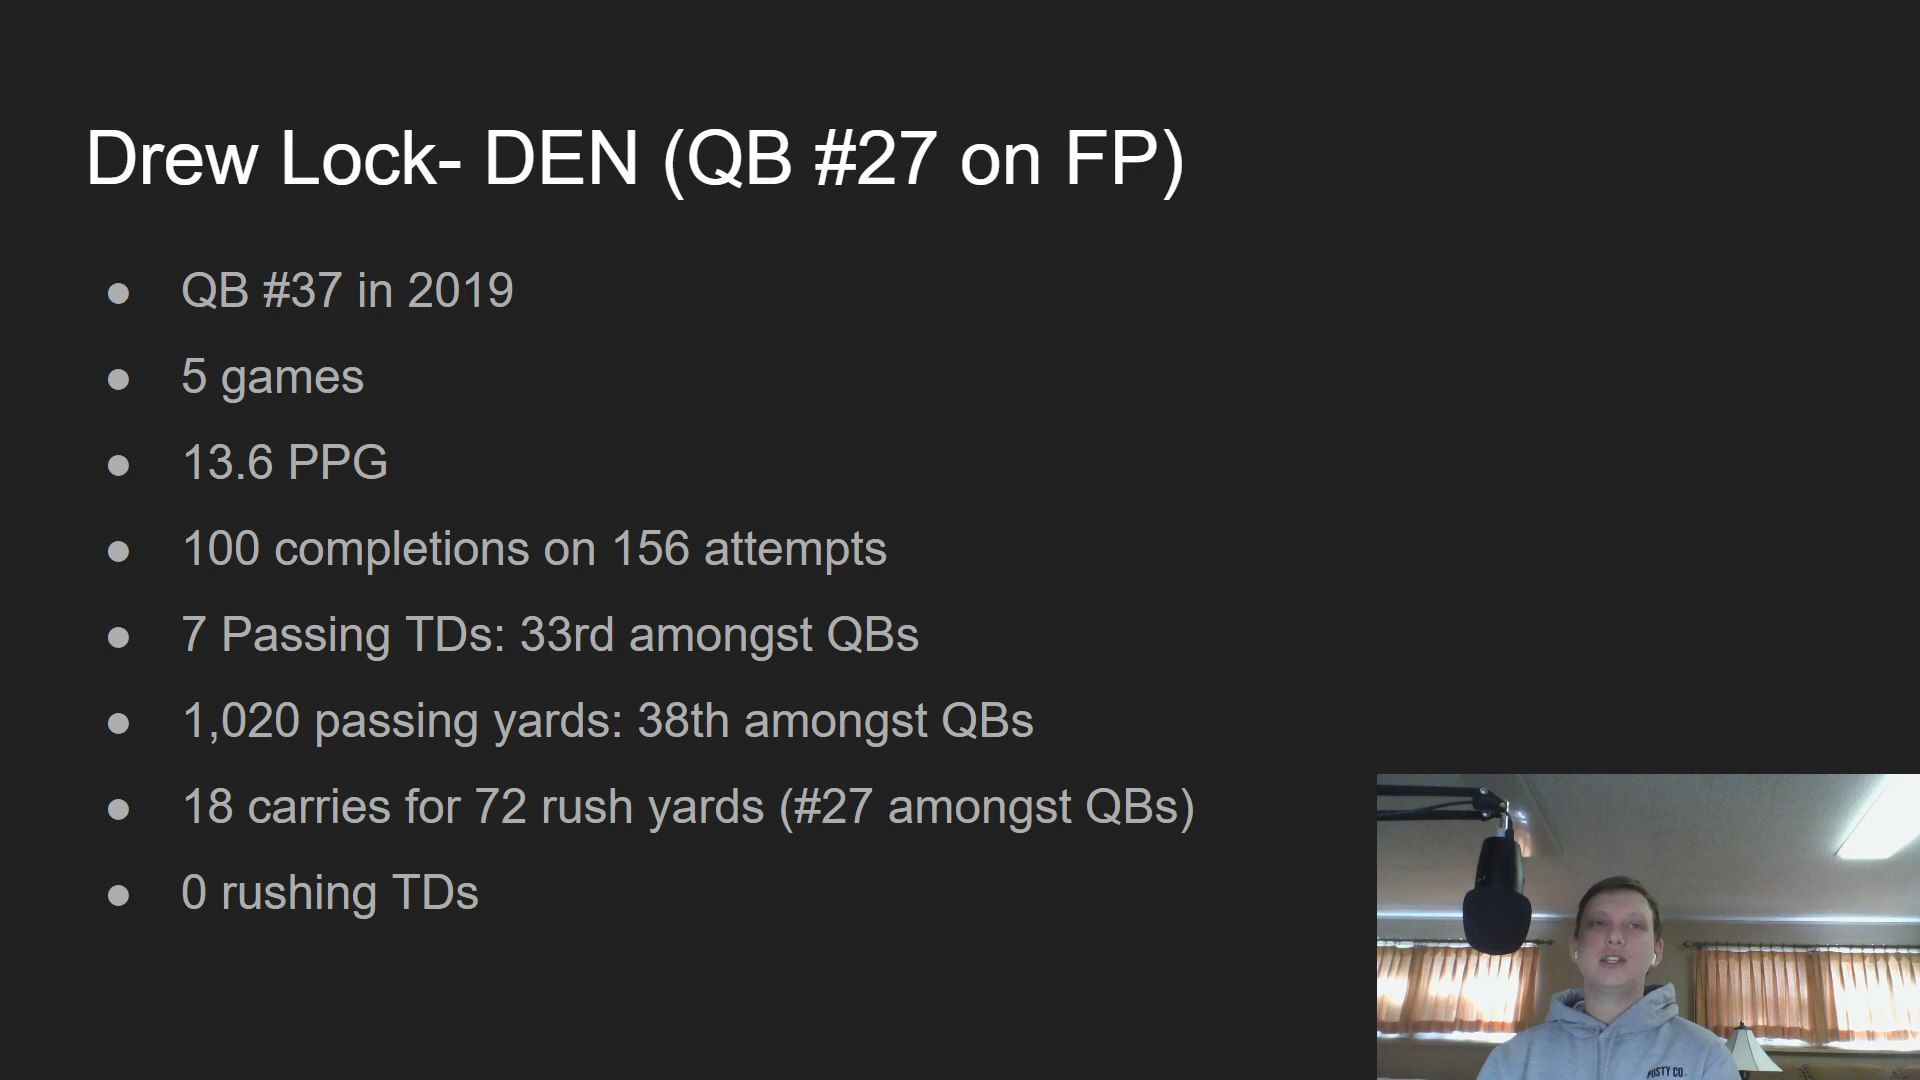 Drew Lock- DEN (QB #27 on FP)
● QB #37 in 2019
● 5 games
● 13.6 PPG
● 100 completions on 156 attempts
● 7 Passing TDs: 33rd amongst QBs
● 1,020 passing yards: 38th amongst QBs
● 18 carries for 72 rush yards (#27 amongst QBs)
● 0 rushing TDs